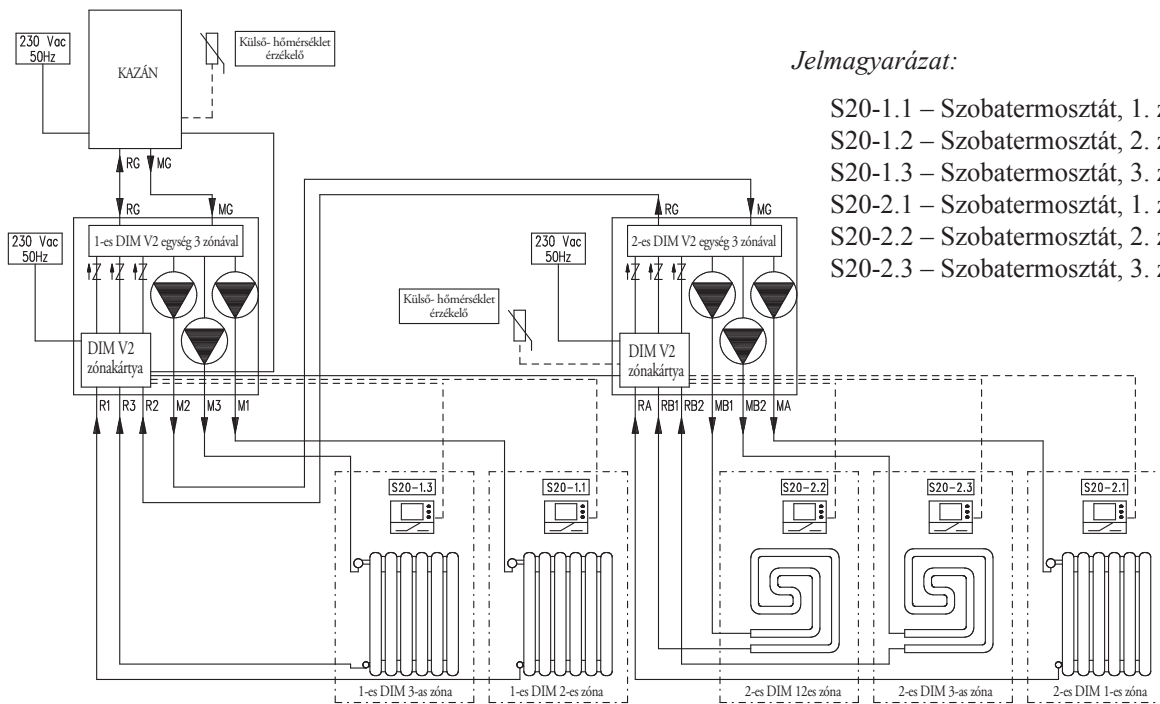 230 Vac
50Hz
KAZÁN
Külső- hőmérséklet
érzékelő
Jelmagyarázat:
S20-1.1 – Szobatermosztát, 1. z
S20-1.2 – Szobatermosztát, 2. z
S20-1.3 – Szobatermosztát, 3. z
S20-2.1 – Szobatermosztát, 1. z
S20-2.2 – Szobatermosztát, 2. z
S20-2.3 – Szobatermosztát, 3. z
RG MG
RG MG
1-es DIM V2 egység 3 zónával
230 Vac
50Hz
DIM V2
zónakártya
R1 R3 R2 M2 M3 M1
RG MG
2-es DIM V2 egység 3 zónával
230 Vac
50Hz
Külső- hőmérséklet
érzékelő
DIM V2
zónakártya
RA RB1 RB2 MB1 MB2 MA
S20-1.3
S20-1.1
S20-2.2
S20-2.3
S20-2.1
1-es DIM 3-as zóna
1-es DIM 2-es zóna
2-es DIM 12es zóna
2-es DIM 3-as zóna
2-es DIM 1-es zóna